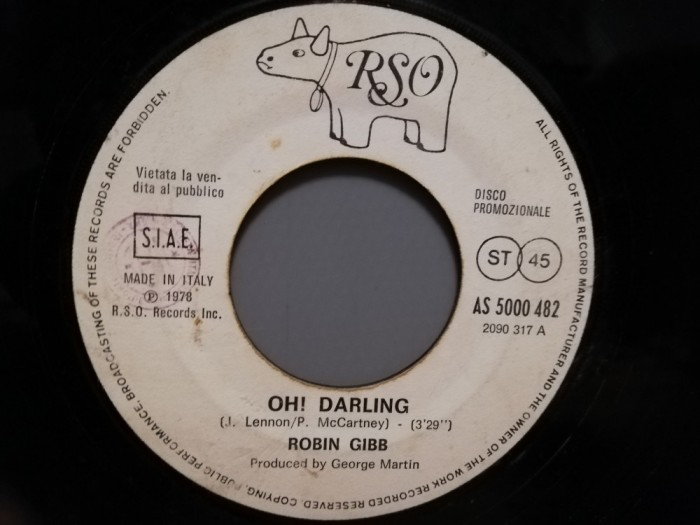 RSO
Vietata la ven-
dita al pubblico
S.I.A.E.
MADE IN ITALY
Ⓟ 1978
R.S.O. Records Inc.
DISCO
PROMOZIONALE
ST 45
AS 5000 482
2090 317 A
OH! DARLING
(J. Lennon/P. McCartney) - (3'29")
ROBIN GIBB
Produced by George Martin
ALL RIGHTS OF THE RECORD MANUFACTURER AND THE OWNER OF THE WORK RECORDED RESERVED. COPYING, PUBLIC PERFORMANCE, BROADCASTING OF THESE RECORDS ARE FORBIDDEN.